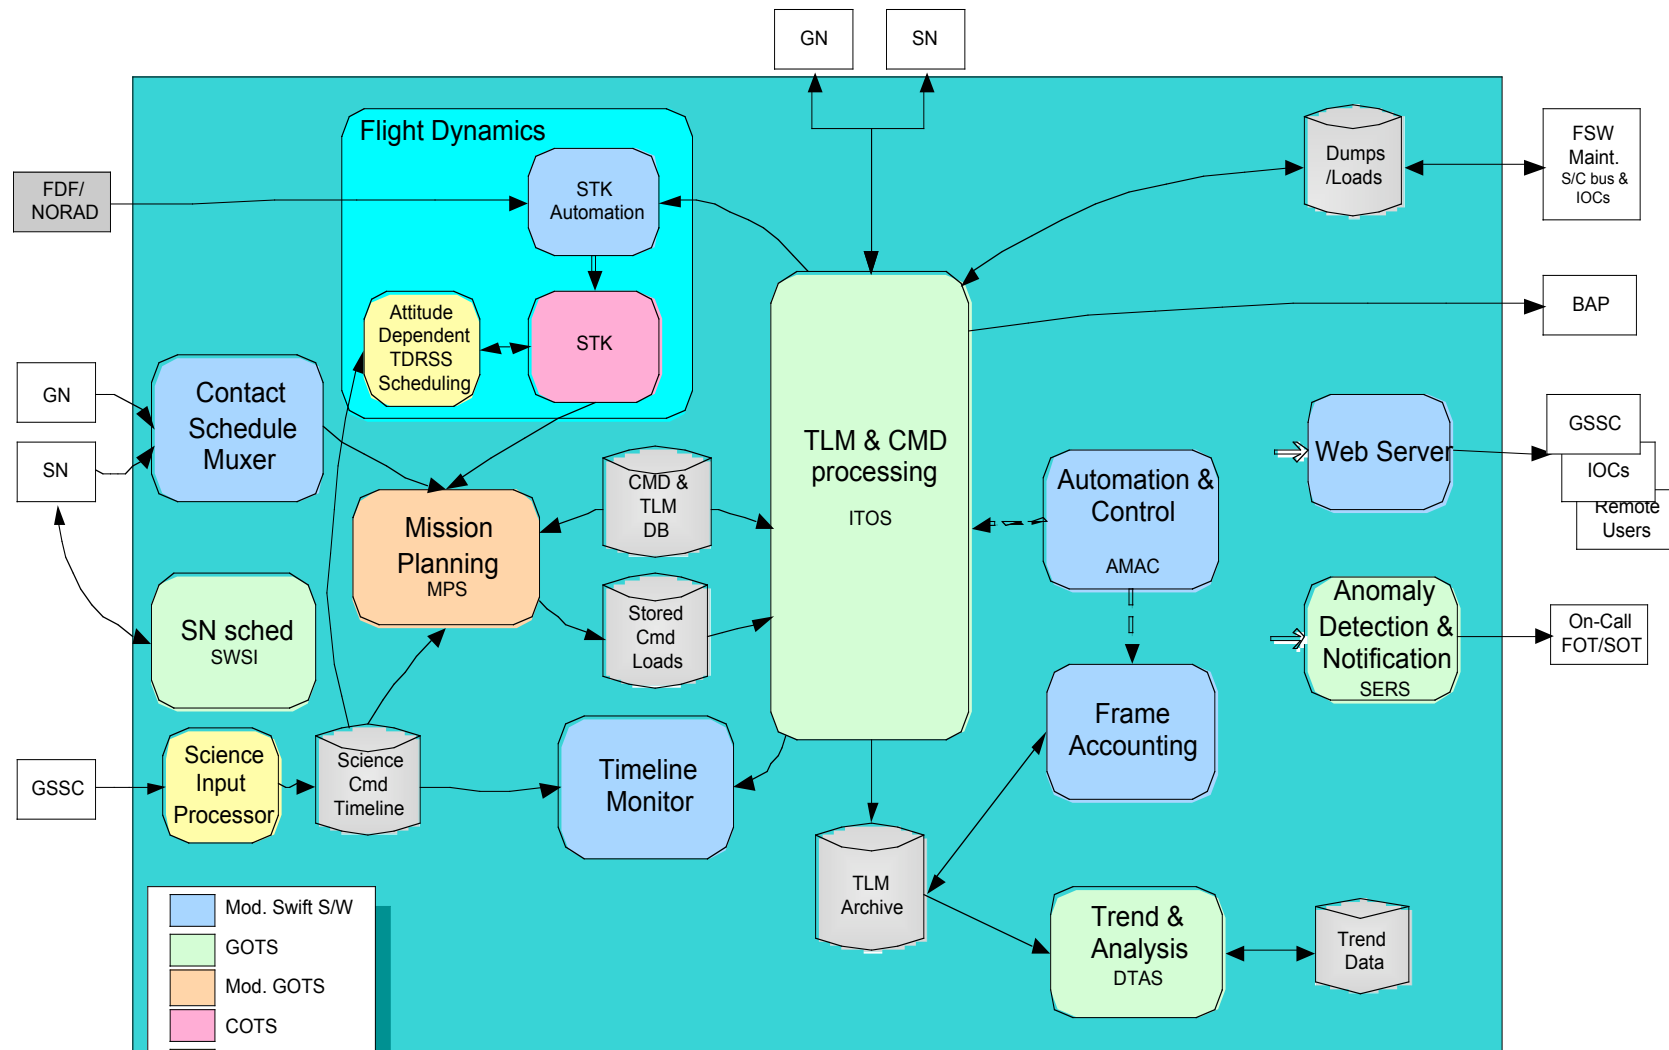 GN
SN
Flight Dynamics
STK
Automation
FDF/
NORAD
Attitude
Dependent
TDRSS
Scheduling
STK
Dumps
/Loads
FSW
Maint.
S/C bus &
IOCs
BAP
GN
SN
Contact
Schedule
Muxer
TLM & CMD
processing
ITOS
CMD &
TLM
DB
Mission
Planning
MPS
Stored
Cmd
Loads
Automation &
Control
AMAC
Web Server
GSSC
IOCs
Remote
Users
SN sched
SWSI
Anomaly
Detection &
Notification
SERS
On-Call
FOT/SOT
Frame
Accounting
GSSC
Science
Input
Processor
Science
Cmd
Timeline
Timeline
Monitor
TLM
Archive
Trend &
Analysis
DTAS
Trend
Data
Mod. Swift S/W
GOTS
Mod. GOTS
COTS